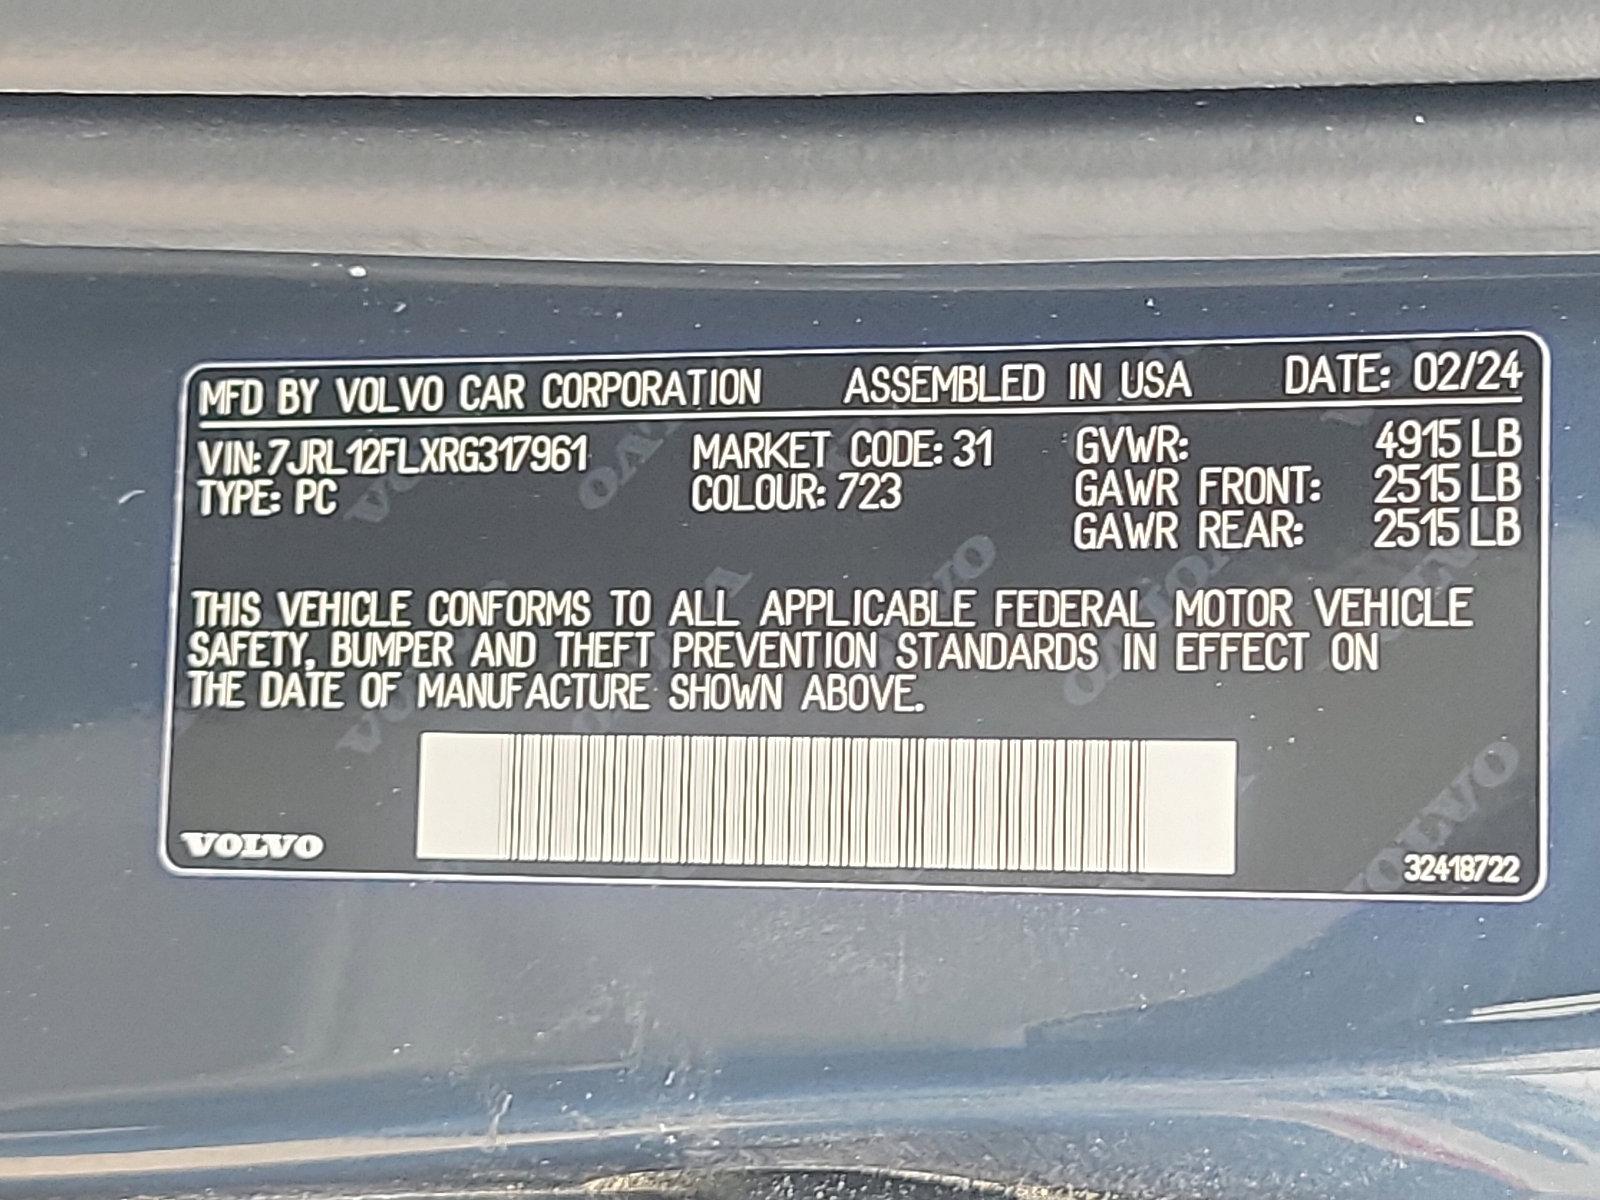 MFD BY VOLVO CAR CORPORATION ASSEMBLED IN USA DATE: 02/24
VIN: 7JRL12FLXRG317961 MARKET CODE: 31 GVWR: 4915 LB
TYPE: PC COLOUR: 723 GAWR FRONT: 2515 LB
GAWR REAR: 2515 LB
THIS VEHICLE CONFORMS TO ALL APPLICABLE FEDERAL MOTOR VEHICLE
SAFETY, BUMPER AND THEFT PREVENTION STANDARDS IN EFFECT ON
THE DATE OF MANUFACTURE SHOWN ABOVE.
VOLVO
32418722